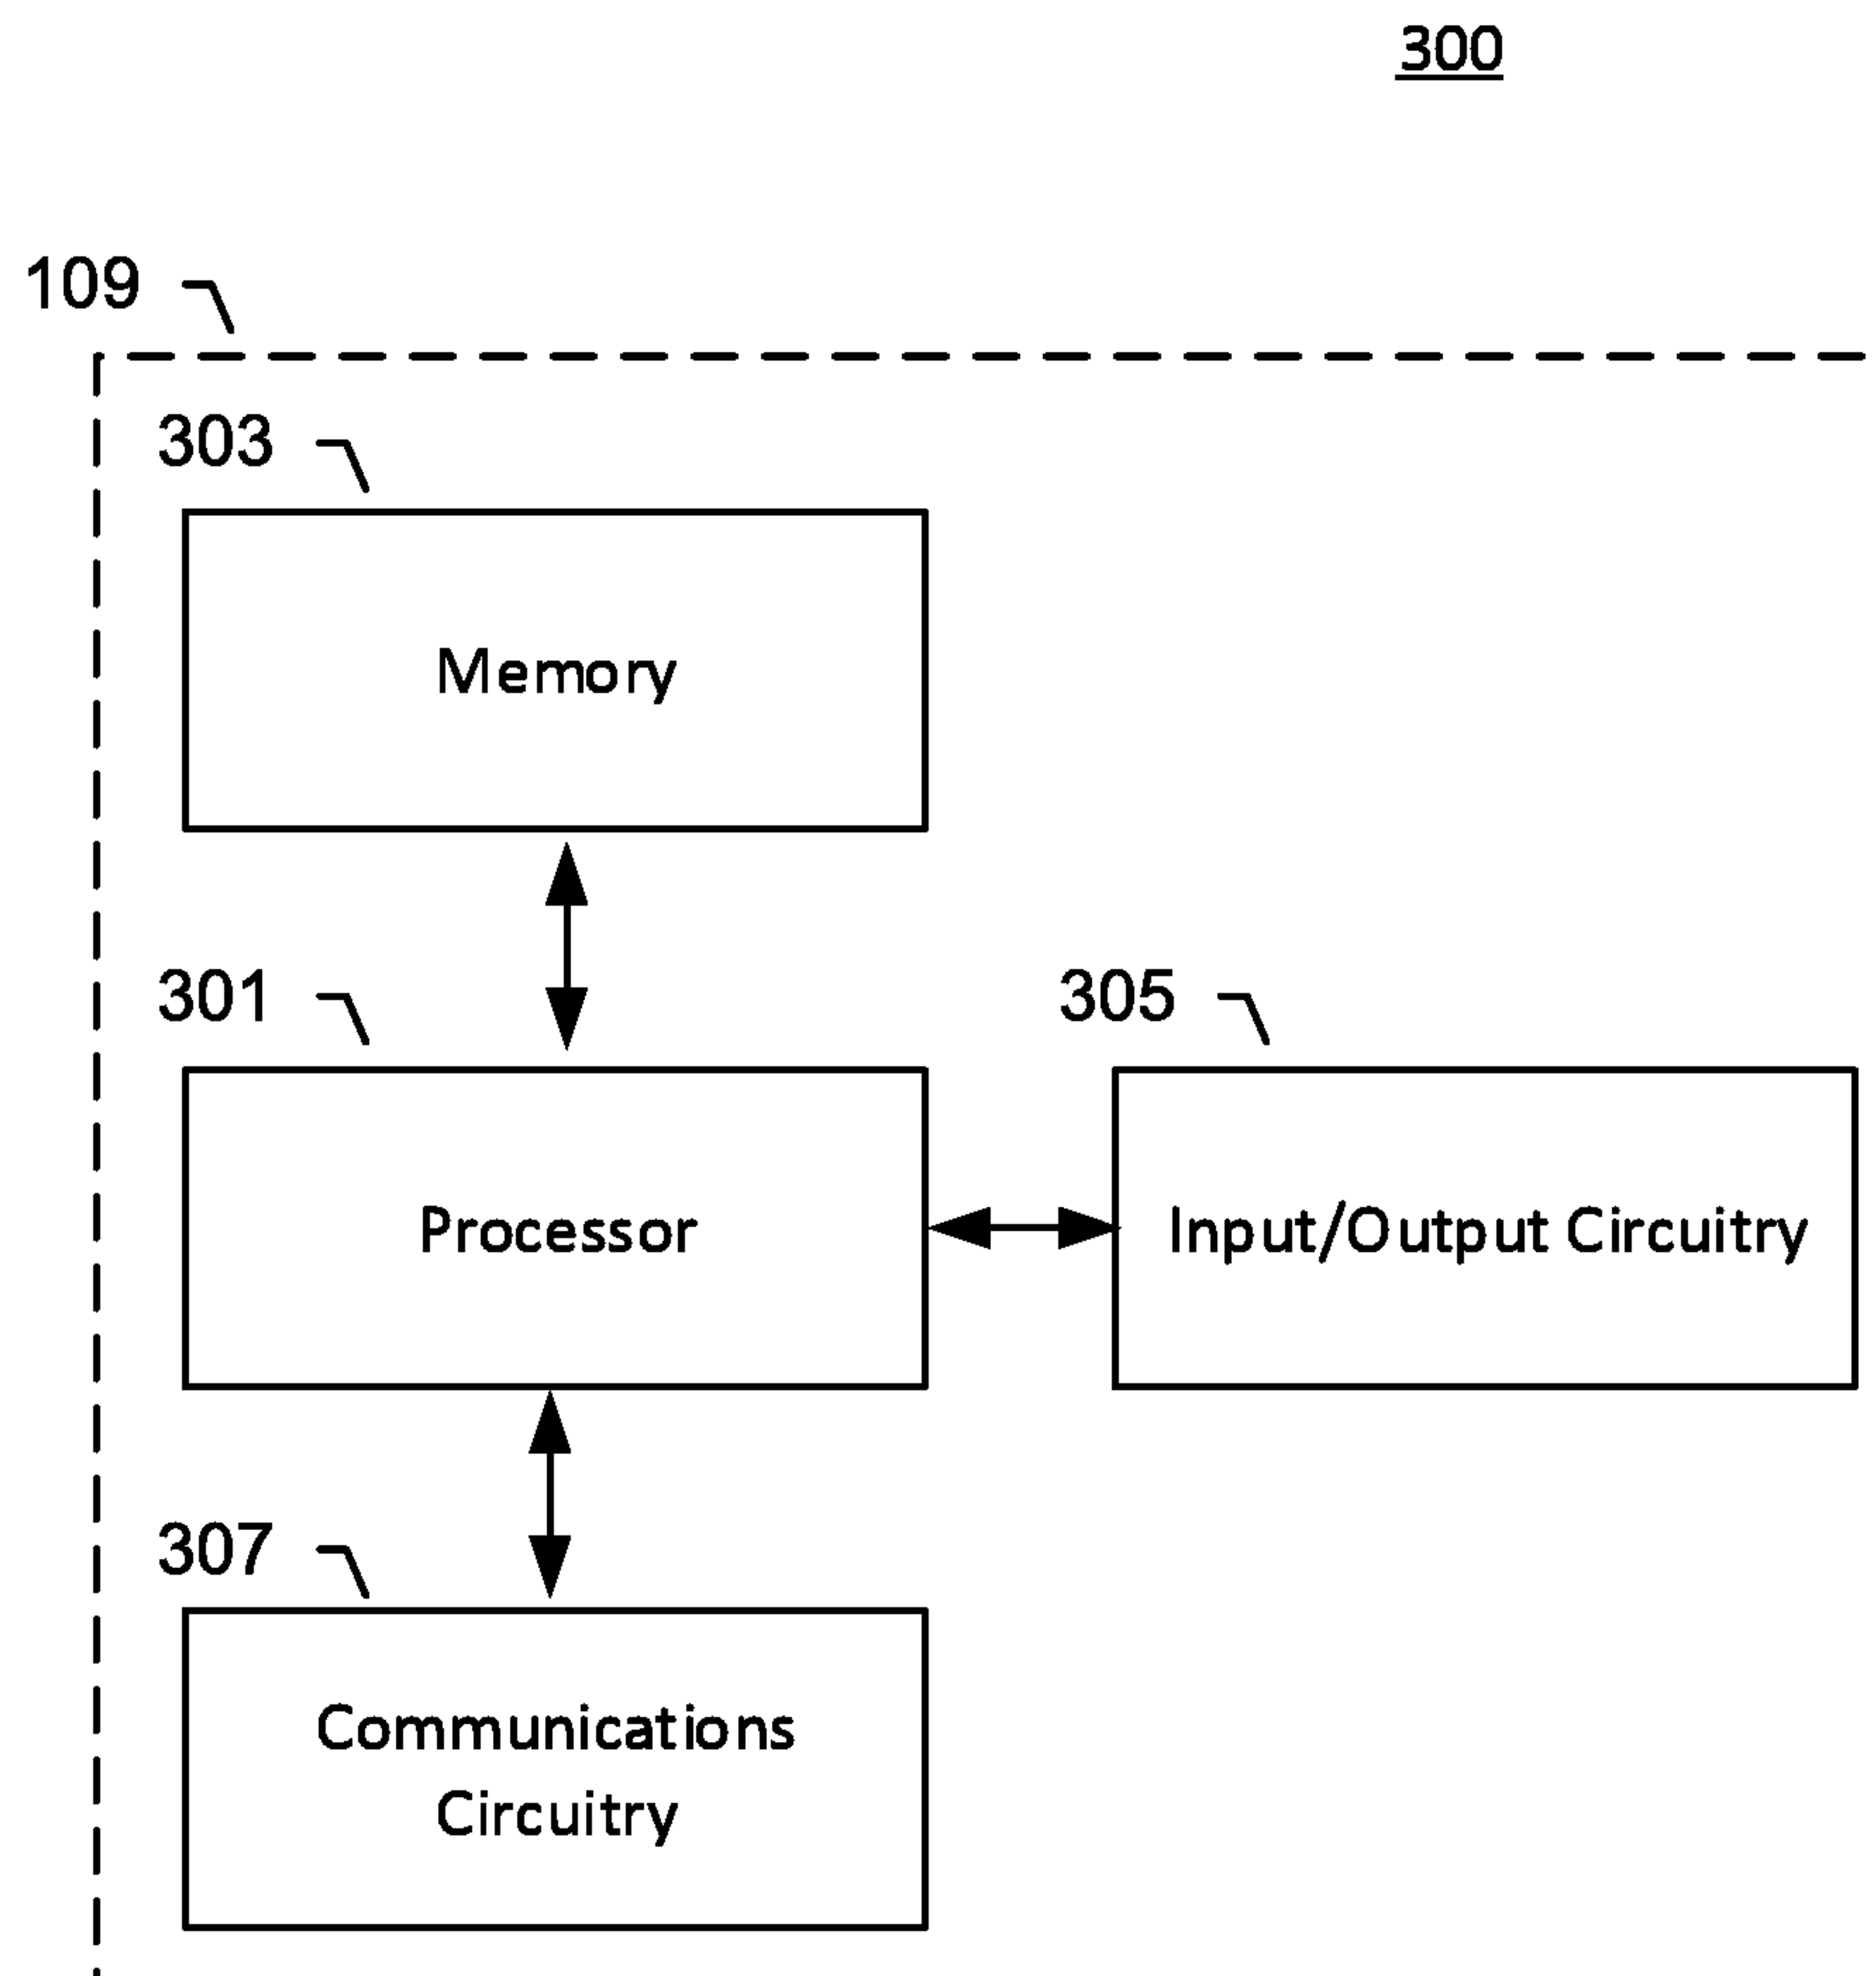 300
109
303
Memory
301
305
Processor
Input/Output Circuitry
307
Communications
Circuitry